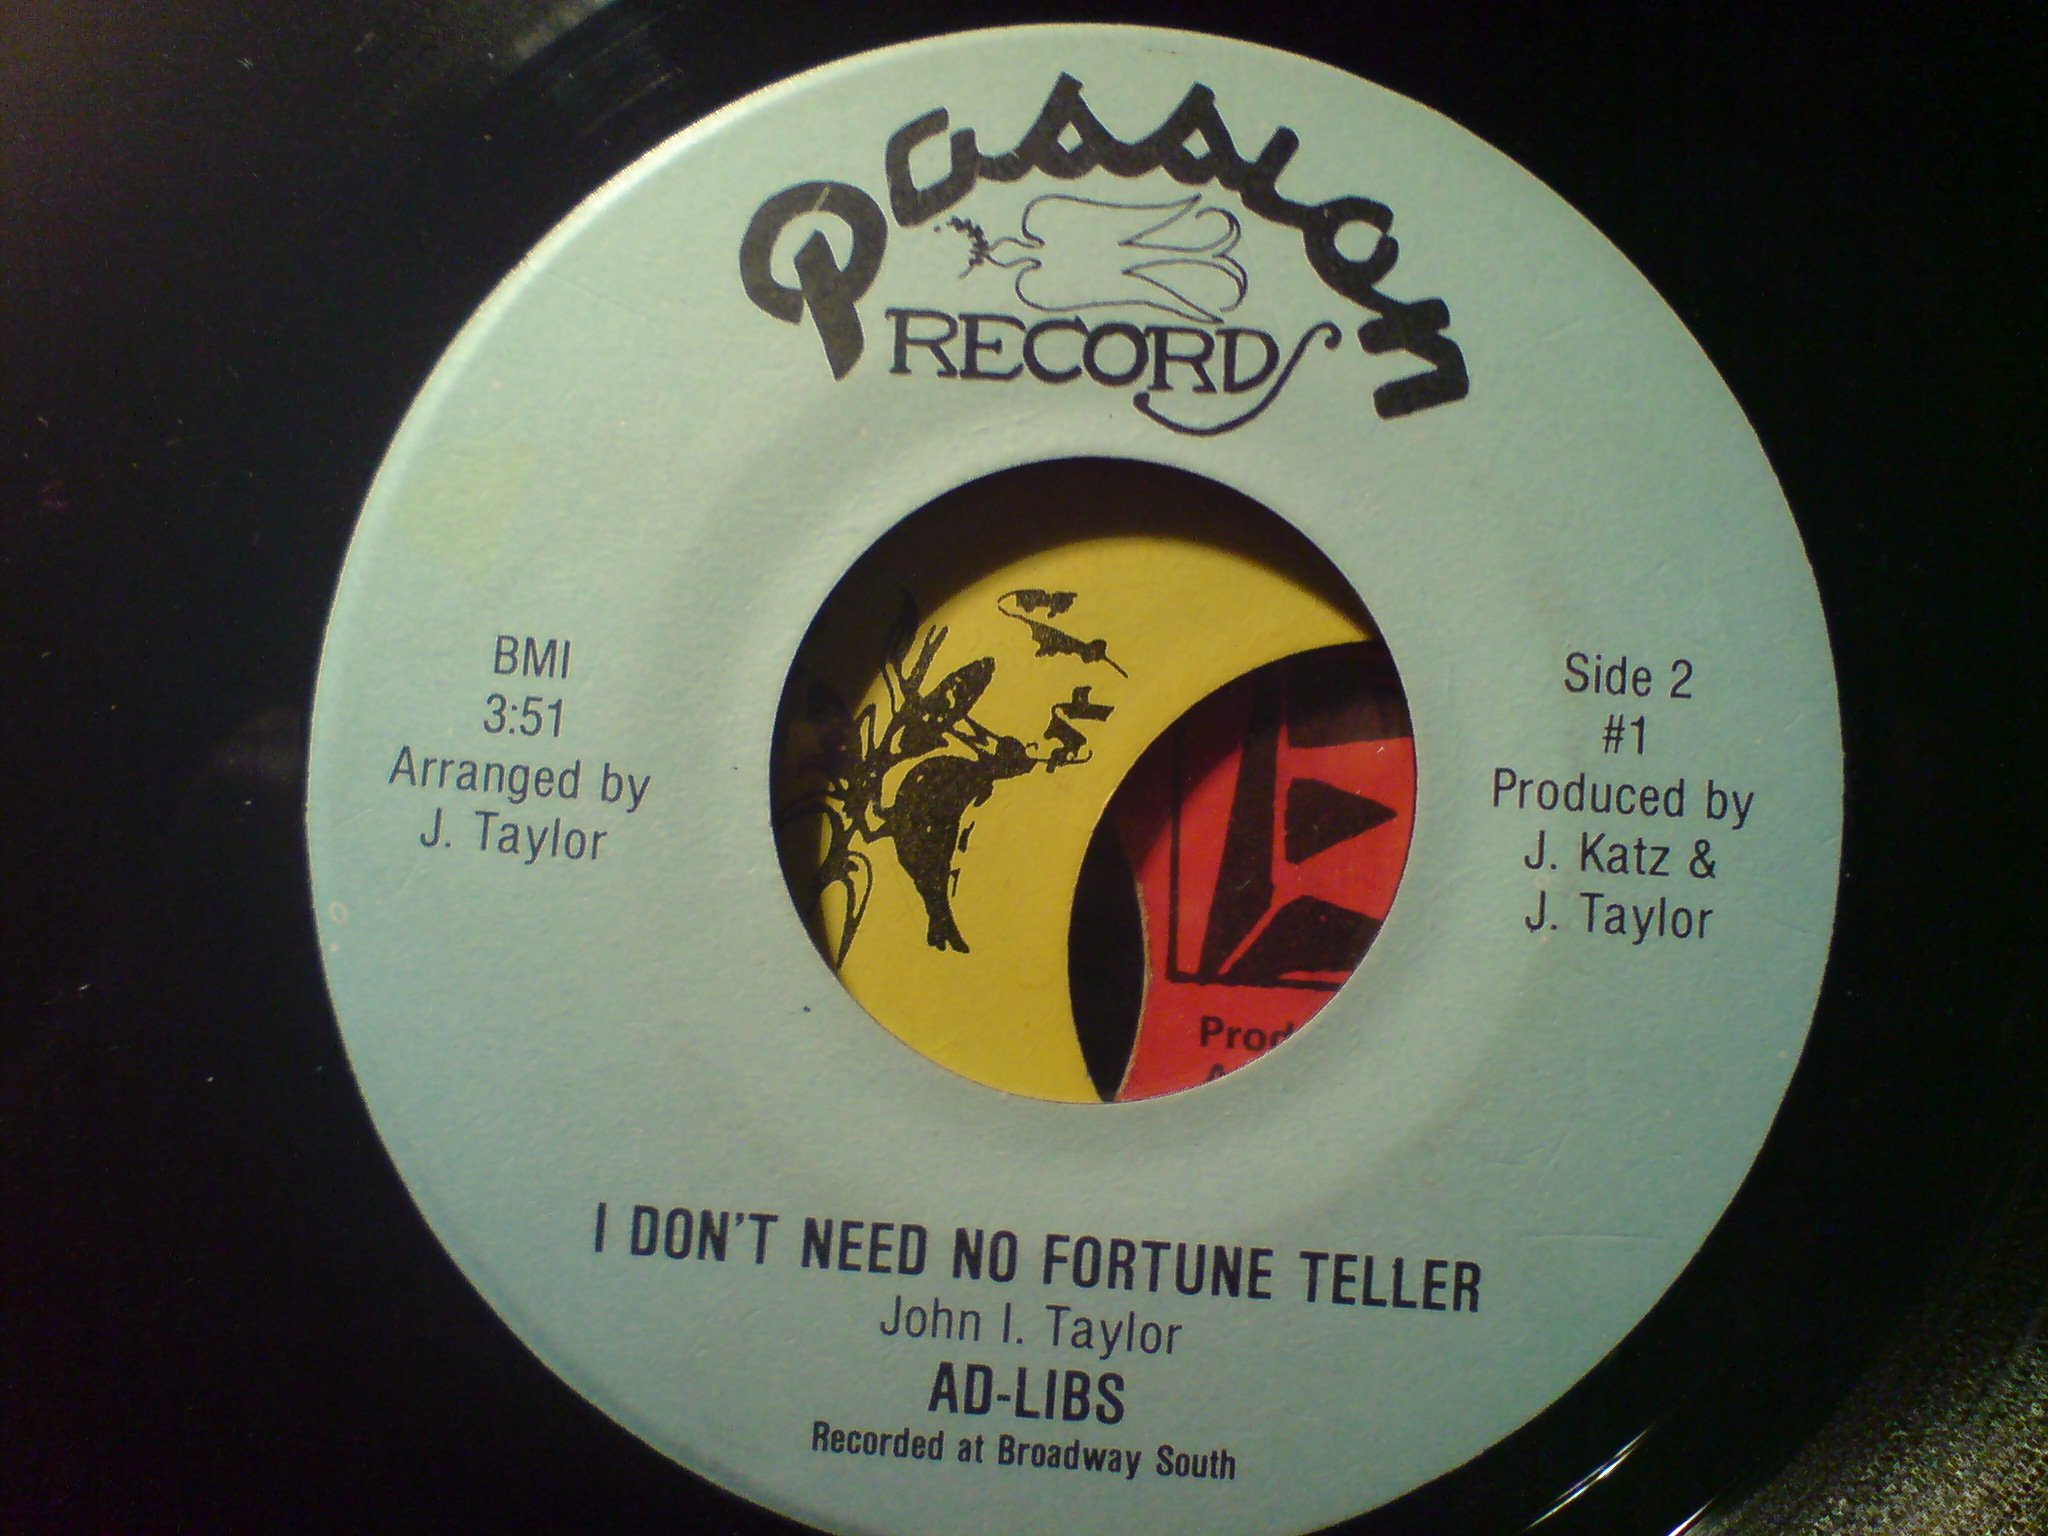 Passion
RECORDS
BMI
3:51
Arranged by
J. Taylor
Side 2
#1
Produced by
J. Katz &
J. Taylor
Prod
I DON'T NEED NO FORTUNE TELLER
John I. Taylor
AD-LIBS
Recorded at Broadway South